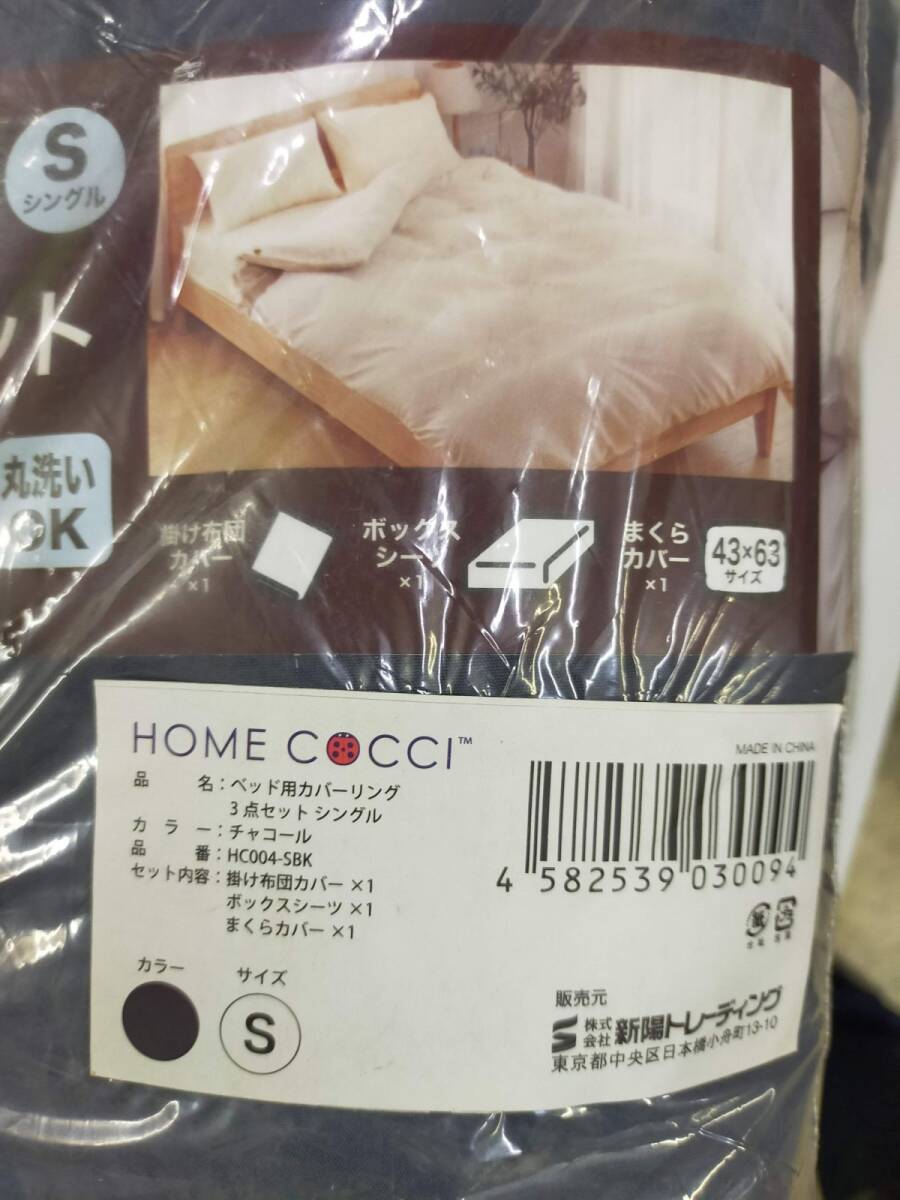 S
シングル
ット
丸洗い
OK
掛け布団
カバー
×1
ボックス
シーツ
×1
まくら
カバー
×1
43×63
サイズ
HOME COCCI™
MADE IN CHINA
品 名：ベッド用カバーリング
3点セット シングル
カラー：チャコール
品 番：HC004-SBK
セット内容：掛け布団カバー ×1
ボックスシーツ ×1
まくらカバー ×1
4 582539 030094
カラー
サイズ
S
販売元
株式会社 新陽トレーディング
東京都中央区日本橋小舟町13-10